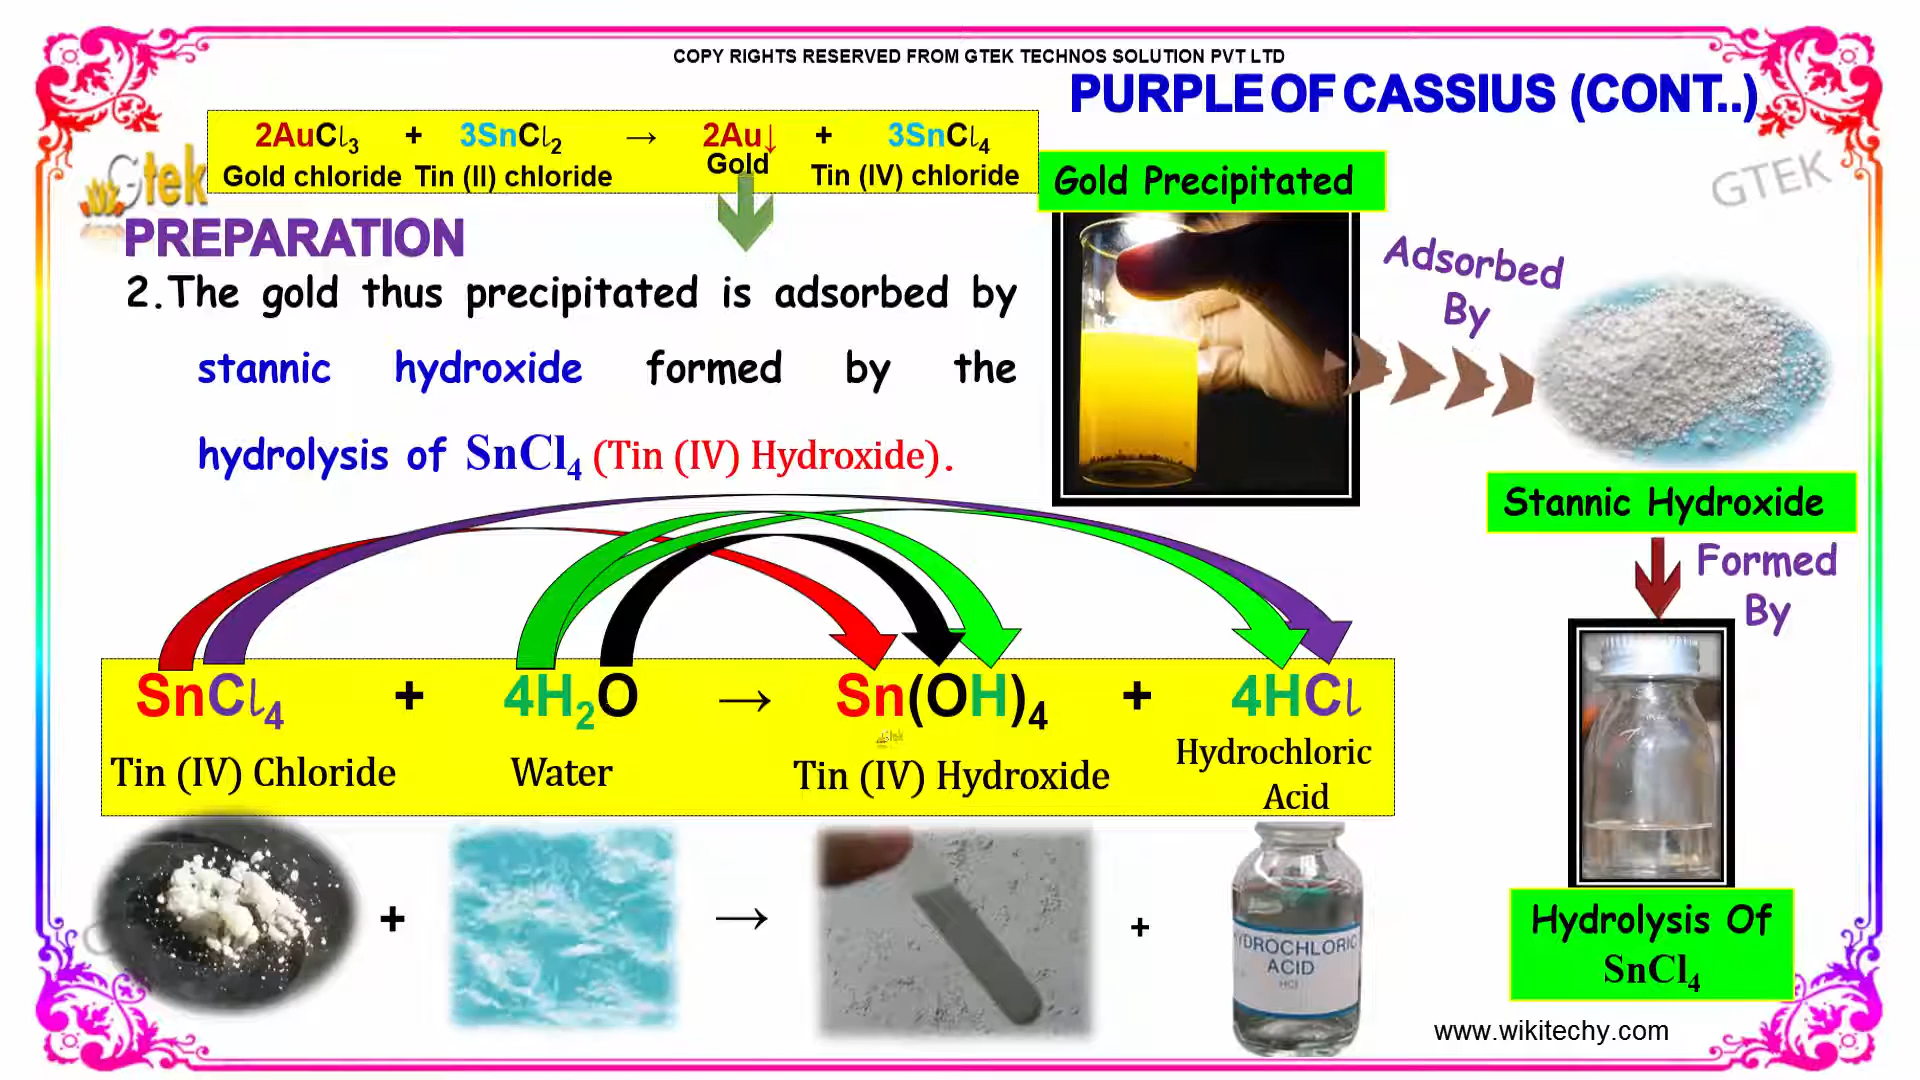 COPY RIGHTS RESERVED FROM GTEK TECHNOS SOLUTION PVT LTD
PURPLE OF CASSIUS (CONT..)
2AuCl₃ + 3SnCl₂ → 2Au↓ + 3SnCl₄
Gold chloride Tin (II) chloride Gold Tin (IV) chloride
Gtek
GTEK
Gold Precipitated
PREPARATION
2.The gold thus precipitated is adsorbed by
stannic hydroxide formed by the
hydrolysis of SnCl₄ (Tin (IV) Hydroxide).
Adsorbed
By
Stannic Hydroxide
Formed
By
Hydrolysis Of
SnCl₄
SnCl₄ + 4H₂O → Sn(OH)₄ + 4HCl
Gtek
Tin (IV) Chloride Water Tin (IV) Hydroxide Hydrochloric
Acid
+ → +
HYDROCHLORIC
ACID
HCl
www.wikitechy.com